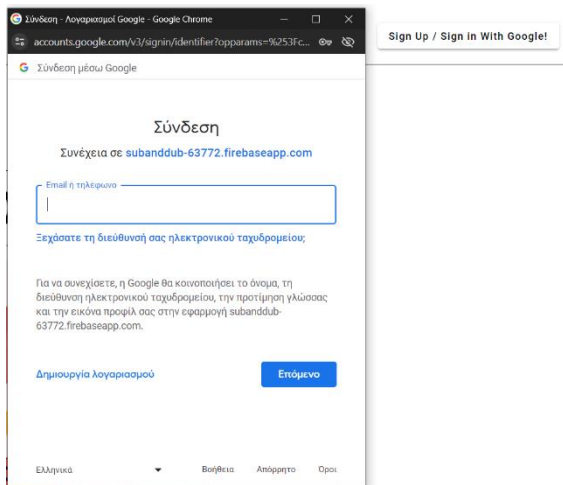 Σύνδεση - Λογαριασμοί Google - Google Chrome
accounts.google.com/v3/signin/identifier?opparams=%253Fc...
Sign Up / Sign in With Google!
Σύνδεση μέσω Google
Σύνδεση
Συνέχεια σε subanddub-63772.firebaseapp.com
Email ή τηλέφωνο
Ξεχάσατε τη διεύθυνσή σας ηλεκτρονικού ταχυδρομείου;
Για να συνεχίσετε, η Google θα κοινοποιήσει το όνομα, τη
διεύθυνση ηλεκτρονικού ταχυδρομείου, την προτίμηση γλώσσας
και την εικόνα προφίλ σας στην εφαρμογή subanddub-
63772.firebaseapp.com.
Δημιουργία λογαριασμού
Επόμενο
Ελληνικά
Βοήθεια Απόρρητο Όροι